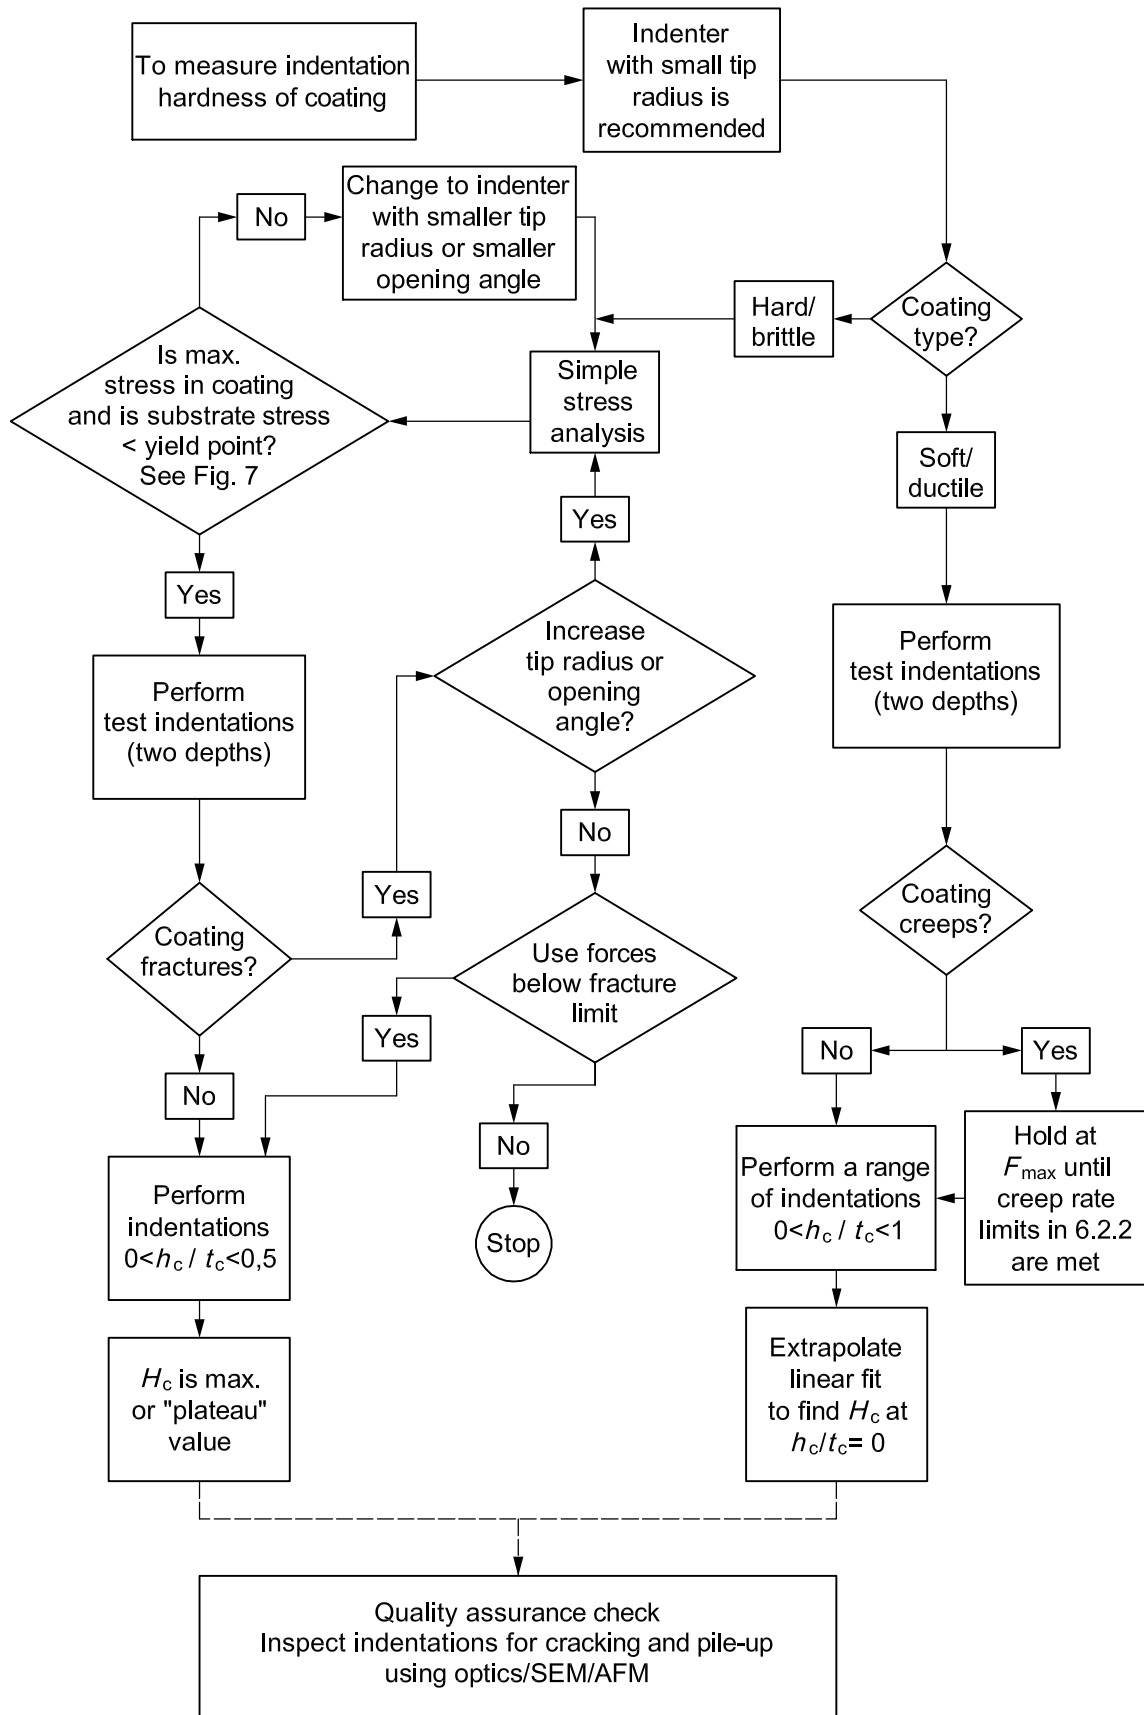 To measure indentation
hardness of coating
Indenter
with small tip
radius is
recommended
No
Change to indenter
with smaller tip
radius or smaller
opening angle
Hard/
brittle
Coating
type?
Is max.
stress in coating
and is substrate stress
< yield point?
See Fig. 7
Simple
stress
analysis
Soft/
ductile
Yes
Yes
Increase
tip radius or
opening
angle?
Perform
test indentations
(two depths)
Perform
test indentations
(two depths)
No
Yes
Coating
creeps?
Coating
fractures?
Use forces
below fracture
limit
Yes
No
Yes
No
No
Stop
Perform
indentations
0<hc / tc<0,5
Perform a range
of indentations
0<hc / tc<1
Hold at
Fmax until
creep rate
limits in 6.2.2
are met
Hc is max.
or "plateau"
value
Extrapolate
linear fit
to find Hc at
hc/tc= 0
Quality assurance check
Inspect indentations for cracking and pile-up
using optics/SEM/AFM